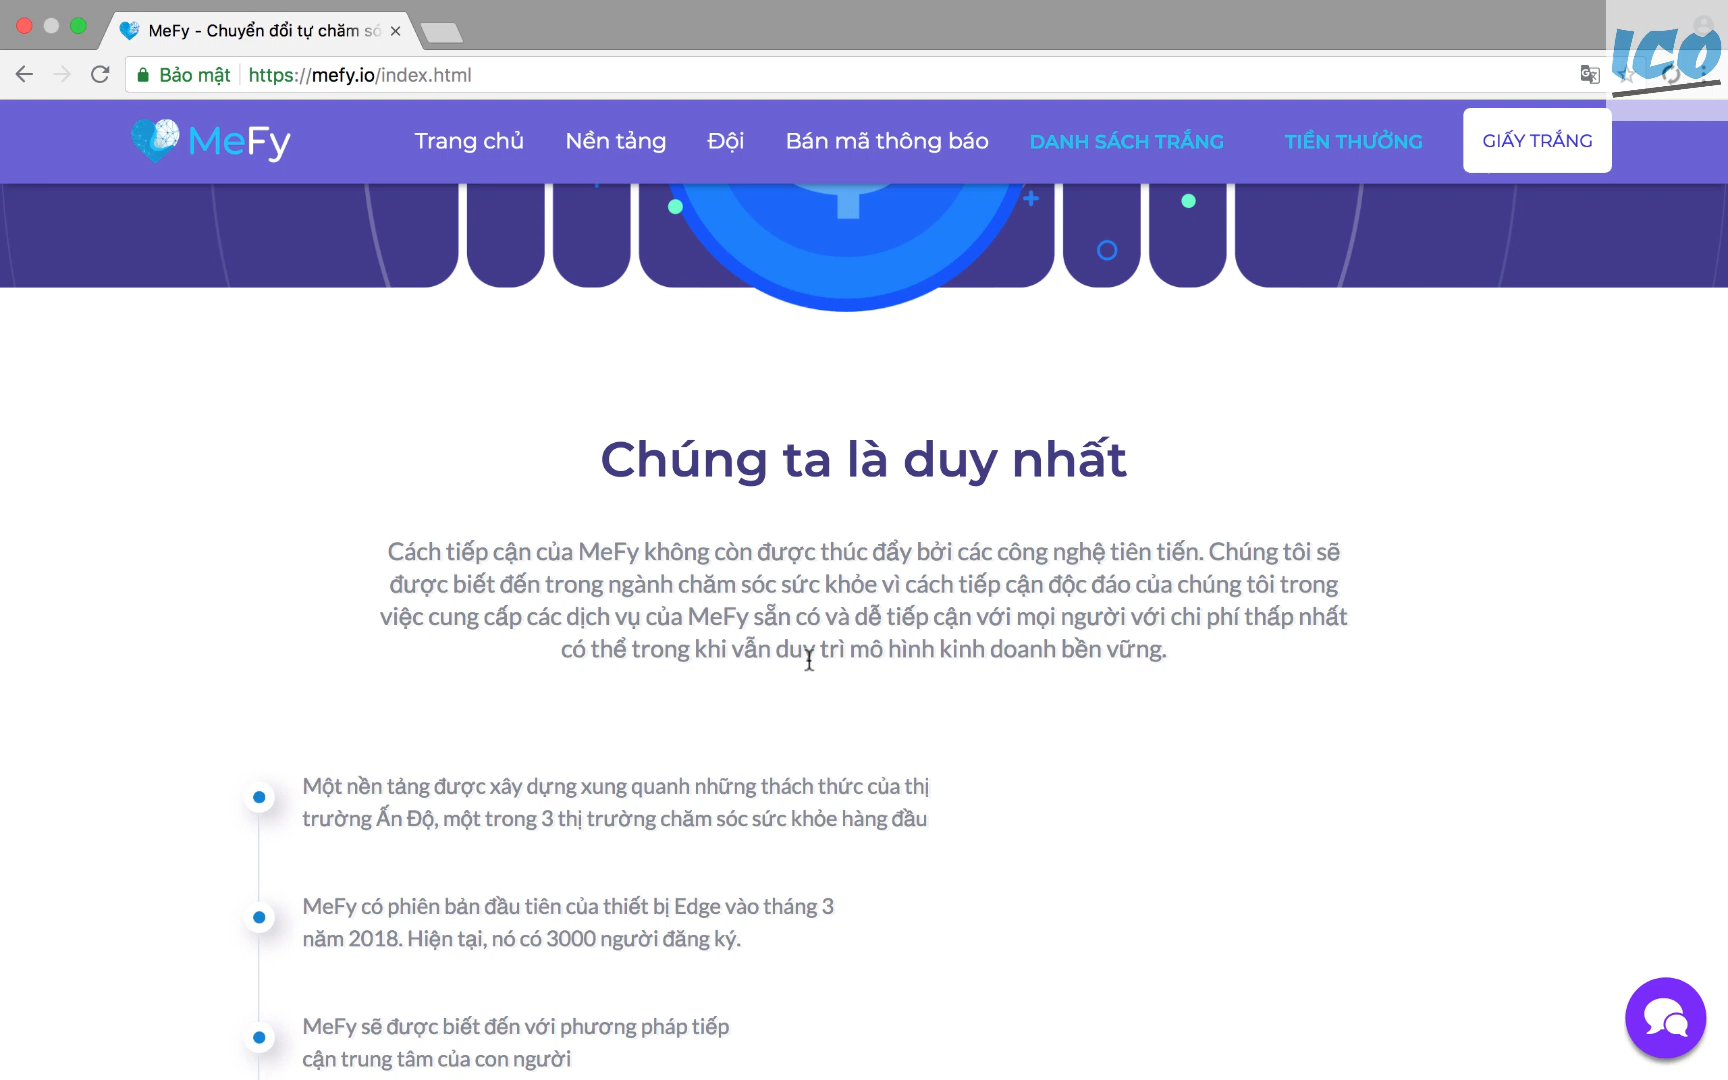 MeFy - Chuyển đổi tự chăm só
ICO
Bảo mật
https://mefy.io/index.html
MeFy
Trang chủ
Nền tảng
Đội
Bán mã thông báo
DANH SÁCH TRẮNG
TIỀN THƯỞNG
GIẤY TRẮNG
Chúng ta là duy nhất
Cách tiếp cận của MeFy không còn được thúc đẩy bởi các công nghệ tiên tiến. Chúng tôi sẽ
được biết đến trong ngành chăm sóc sức khỏe vì cách tiếp cận độc đáo của chúng tôi trong
việc cung cấp các dịch vụ của MeFy sẵn có và dễ tiếp cận với mọi người với chi phí thấp nhất
có thể trong khi vẫn duy trì mô hình kinh doanh bền vững.
Một nền tảng được xây dựng xung quanh những thách thức của thị
trường Ấn Độ, một trong 3 thị trường chăm sóc sức khỏe hàng đầu
MeFy có phiên bản đầu tiên của thiết bị Edge vào tháng 3
năm 2018. Hiện tại, nó có 3000 người đăng ký.
MeFy sẽ được biết đến với phương pháp tiếp
cận trung tâm của con người